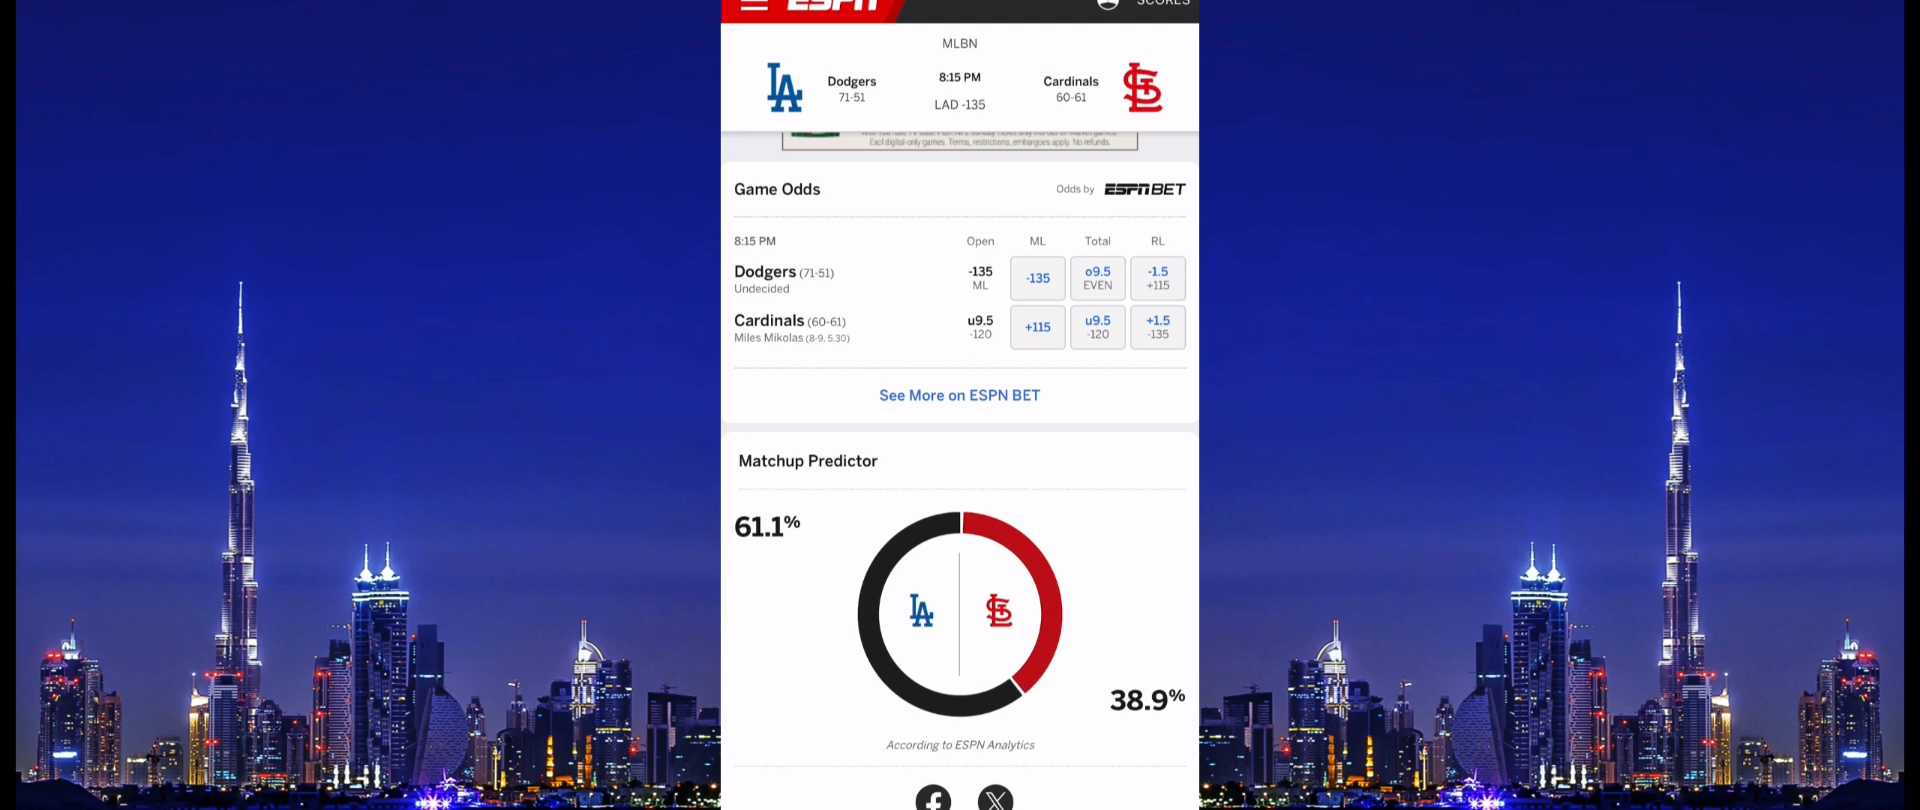 ESPN
SCORES
MLBN
LA Dodgers 8:15 PM Cardinals STL
71-51 LAD -135 60-61
Excl digital-only games. Terms, restrictions, embargoes apply. No refunds.
Game Odds Odds by ESPN BET
8:15 PM Open ML Total RL
Dodgers (71-51) -135 -135 o9.5 -1.5
Undecided ML EVEN +115
Cardinals (60-61) u9.5 +115 u9.5 +1.5
Miles Mikolas (8-9, 5.30) -120 -120 -135
See More on ESPN BET
Matchup Predictor
61.1%
LA STL
38.9%
According to ESPN Analytics